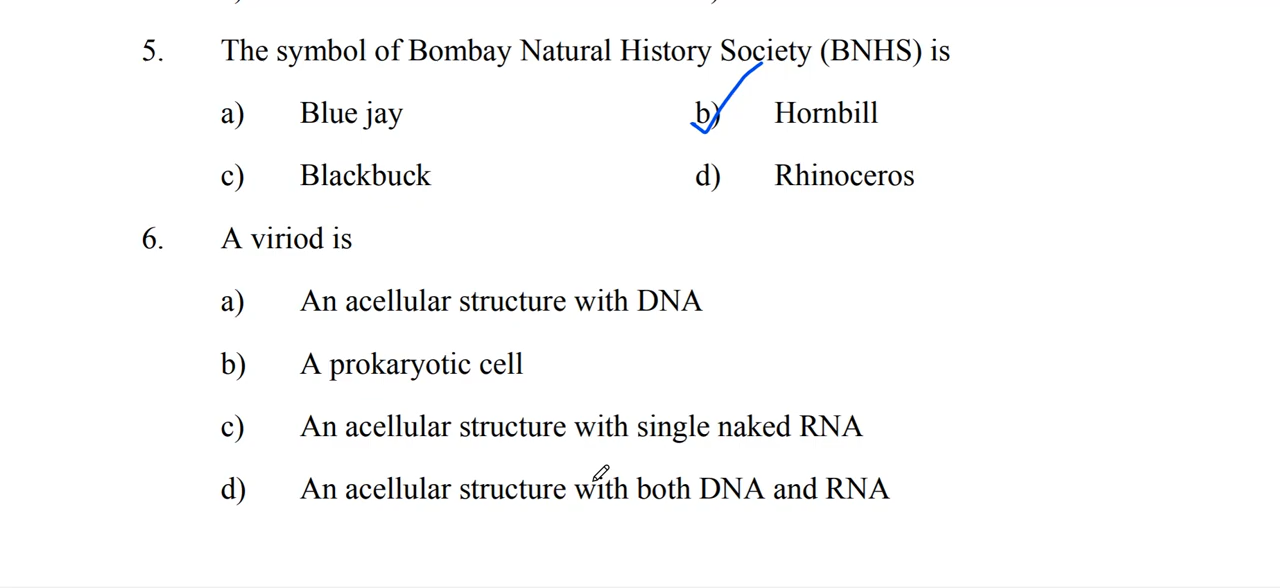 5. The symbol of Bombay Natural History Society (BNHS) is
a) Blue jay b) Hornbill
c) Blackbuck d) Rhinoceros
6. A viriod is
a) An acellular structure with DNA
b) A prokaryotic cell
c) An acellular structure with single naked RNA
d) An acellular structure with both DNA and RNA